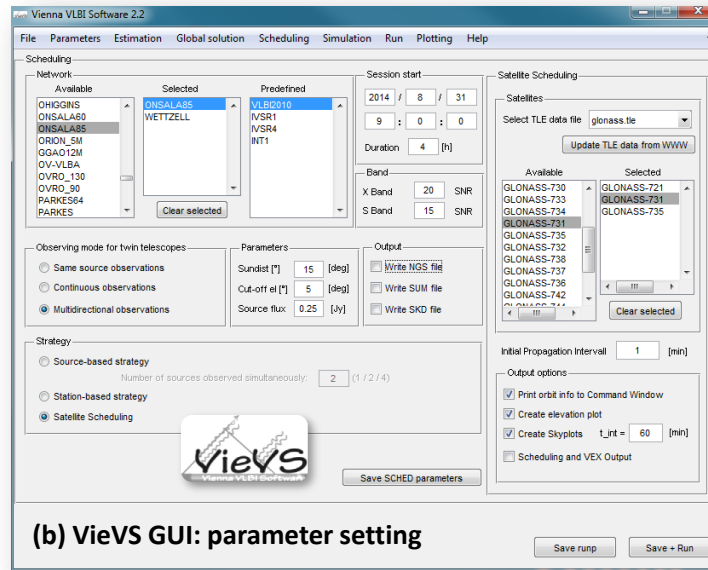 Vienna VLBI Software 2.2
File Parameters Estimation Global solution Scheduling Simulation Run Plotting Help
Scheduling
Network
Available
OHIGGINS
ONSALA60
ONSALA85
ORION_5M
GGAO12M
OV-VLBA
OVRO_130
OVRO_90
PARKES64
PARKES
Selected
ONSALA85
WETTZELL
Clear selected
Predefined
VLBI2010
IVSR1
IVSR4
INT1
Session start
2014 / 8 / 31
9 : 0 : 0
Duration 4 [h]
Band
X Band 20 SNR
S Band 15 SNR
Observing mode for twin telescopes
Same source observations
Continuous observations
Multidirectional observations
Parameters
Sundist [°] 15 [deg]
Cut-off el [°] 5 [deg]
Source flux 0.25 [Jy]
Output
Write NGS file
Write SUM file
Write SKD file
Strategy
Source-based strategy
Number of sources observed simultaneously: 2 (1 / 2 / 4)
Station-based strategy
Satellite Scheduling
VieVS
Vienna VLBI Software
Save SCHED parameters
Satellite Scheduling
Satellites
Select TLE data file glonass.tle
Update TLE data from WWW
Available
GLONASS-730
GLONASS-733
GLONASS-734
GLONASS-731
GLONASS-735
GLONASS-732
GLONASS-738
GLONASS-737
GLONASS-736
GLONASS-742
Selected
GLONASS-721
GLONASS-731
GLONASS-735
Clear selected
Initial Propagation Intervall 1 [min]
Output options
Print orbit info to Command Window
Create elevation plot
Create Skyplots t_int = 60 [min]
Scheduling and VEX Output
(b) VieVS GUI: parameter setting
Save runp
Save + Run